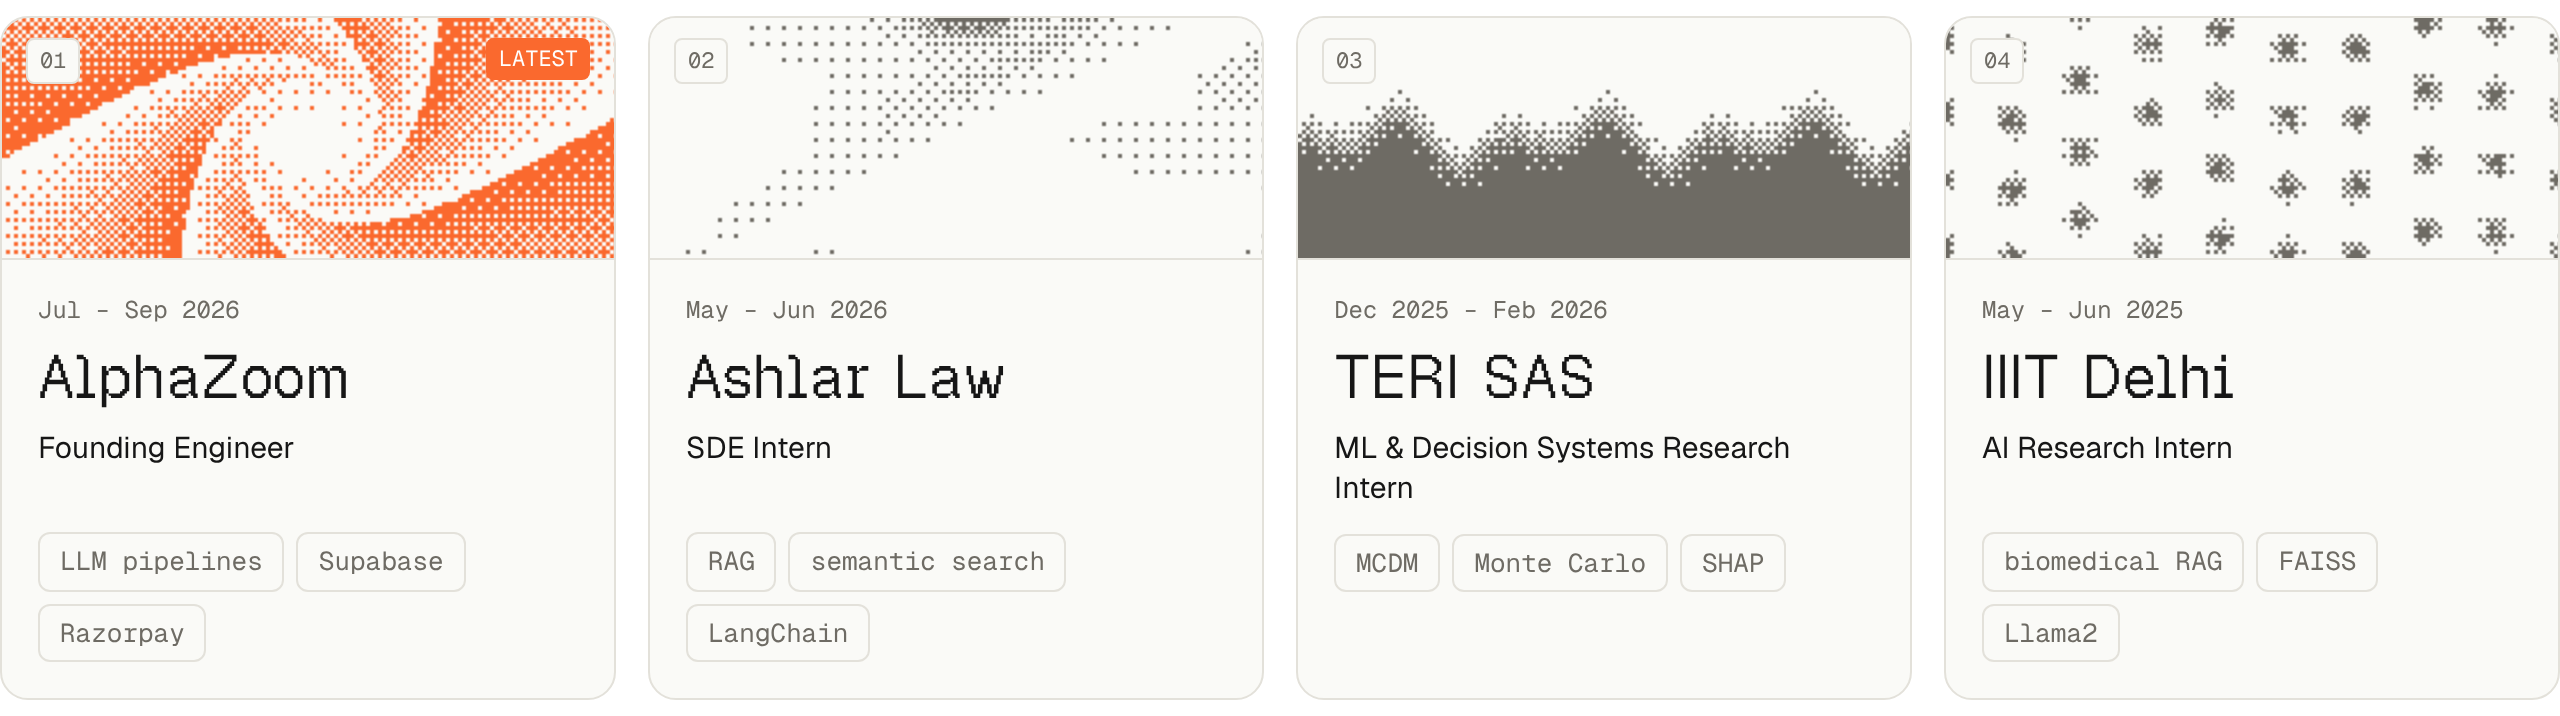 01
LATEST
Jul – Sep 2026
AlphaZoom
Founding Engineer
LLM pipelines
Supabase
Razorpay
02
May – Jun 2026
Ashlar Law
SDE Intern
RAG
semantic search
LangChain
03
Dec 2025 – Feb 2026
TERI SAS
ML & Decision Systems Research
Intern
MCDM
Monte Carlo
SHAP
04
May – Jun 2025
IIIT Delhi
AI Research Intern
biomedical RAG
FAISS
Llama2